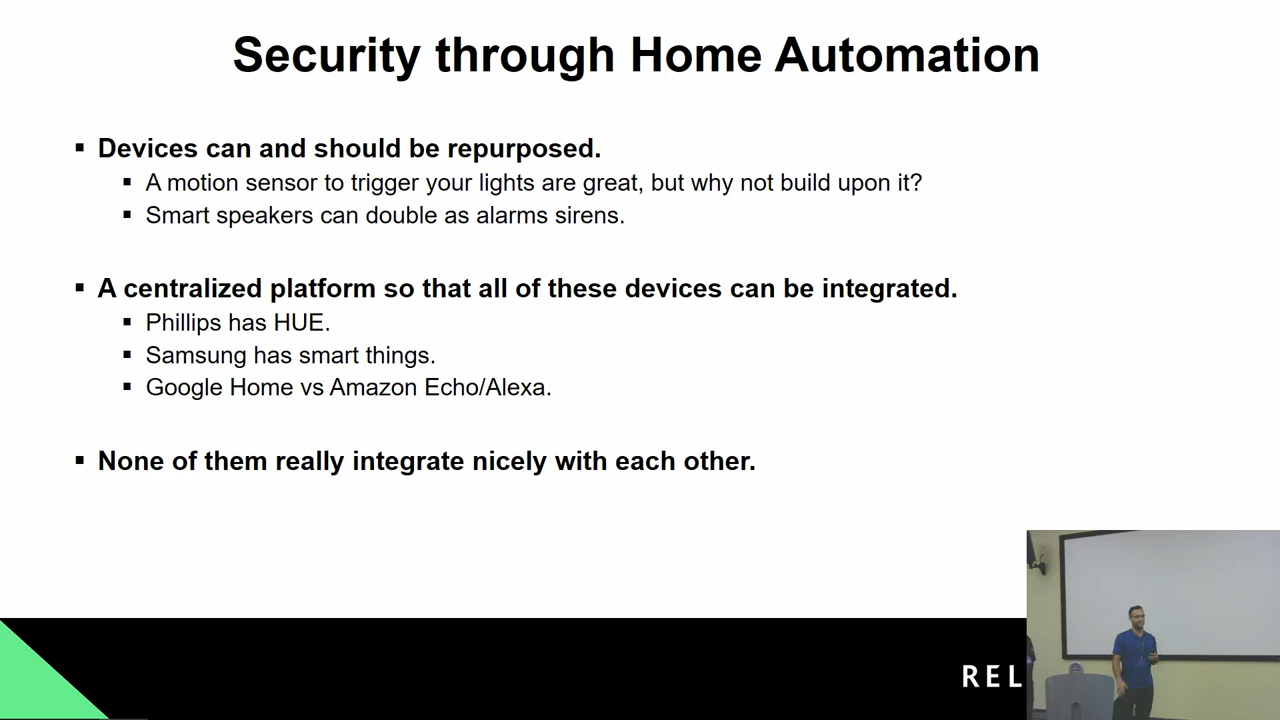 Security through Home Automation
▪ Devices can and should be repurposed.
▪ A motion sensor to trigger your lights are great, but why not build upon it?
▪ Smart speakers can double as alarms sirens.
▪ A centralized platform so that all of these devices can be integrated.
▪ Phillips has HUE.
▪ Samsung has smart things.
▪ Google Home vs Amazon Echo/Alexa.
▪ None of them really integrate nicely with each other.
REL